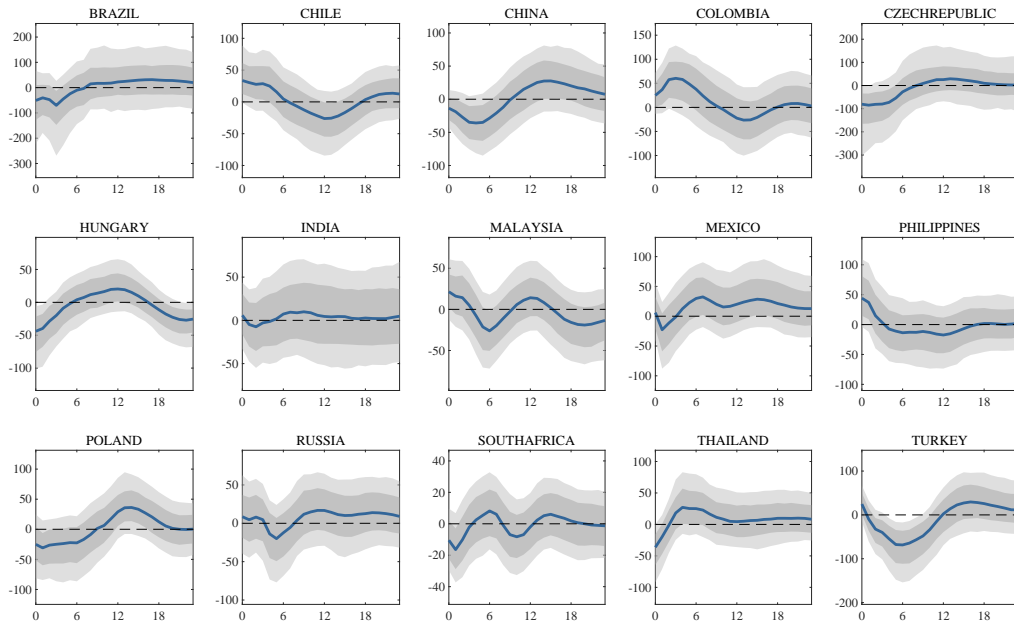 BRAZIL
200
100
0
-100
-200
-300
0 6 12 18
CHILE
100
50
0
-50
-100
0 6 12 18
CHINA
100
50
0
-50
-100
0 6 12 18
COLOMBIA
150
100
50
0
-50
-100
0 6 12 18
CZECHREPUBLIC
200
100
0
-100
-200
-300
0 6 12 18
HUNGARY
50
0
-50
-100
0 6 12 18
INDIA
50
0
-50
0 6 12 18
MALAYSIA
50
0
-50
0 6 12 18
MEXICO
100
50
0
-50
-100
0 6 12 18
PHILIPPINES
100
50
0
-50
-100
0 6 12 18
POLAND
100
50
0
-50
-100
0 6 12 18
RUSSIA
50
0
-50
-100
0 6 12 18
SOUTHAFRICA
40
20
0
-20
-40
0 6 12 18
THAILAND
100
50
0
-50
-100
0 6 12 18
TURKEY
100
0
-100
-200
0 6 12 18